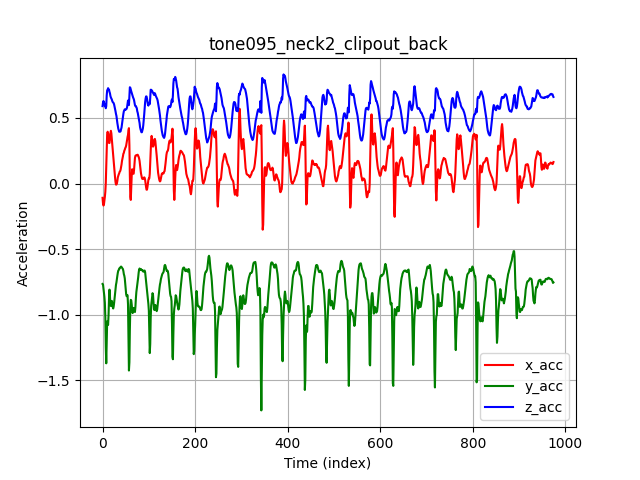 tone095_neck2_clipout_back
Acceleration
0.5
0.0
−0.5
−1.0
−1.5
0
200
400
600
800
1000
Time (index)
x_acc
y_acc
z_acc